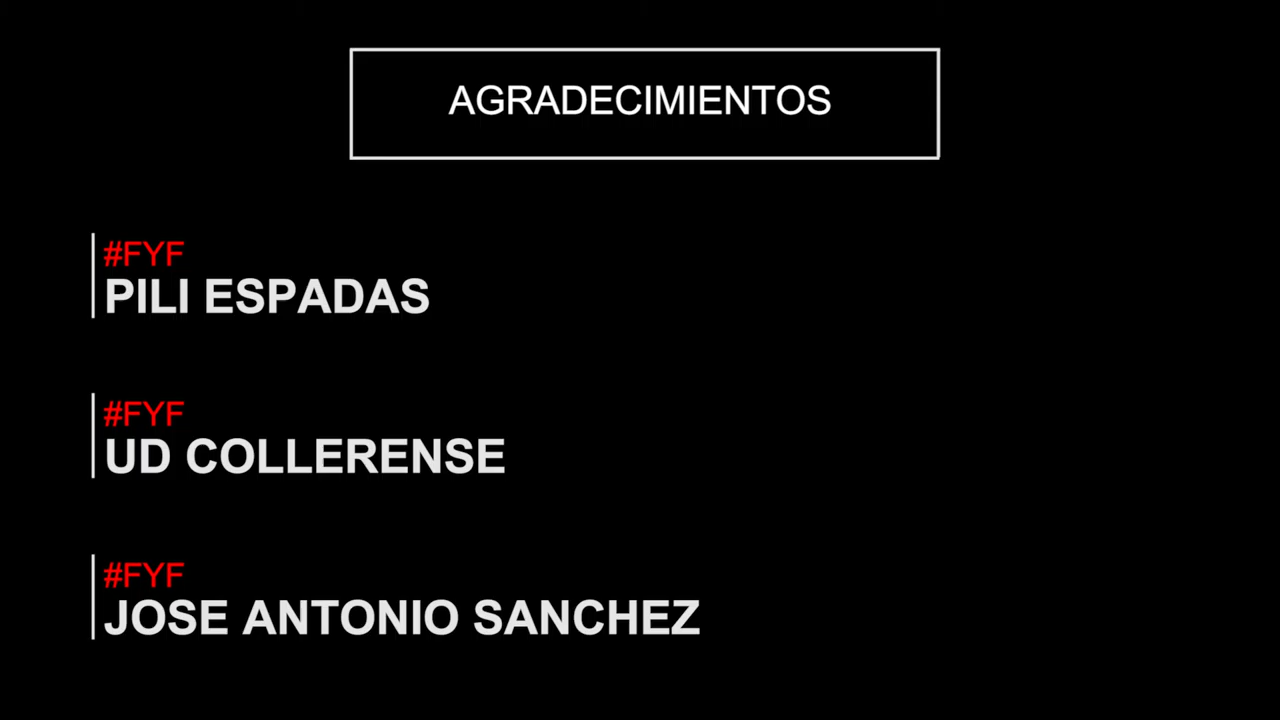 AGRADECIMIENTOS
#FYF
PILI ESPADAS
#FYF
UD COLLERENSE
#FYF
JOSE ANTONIO SANCHEZ